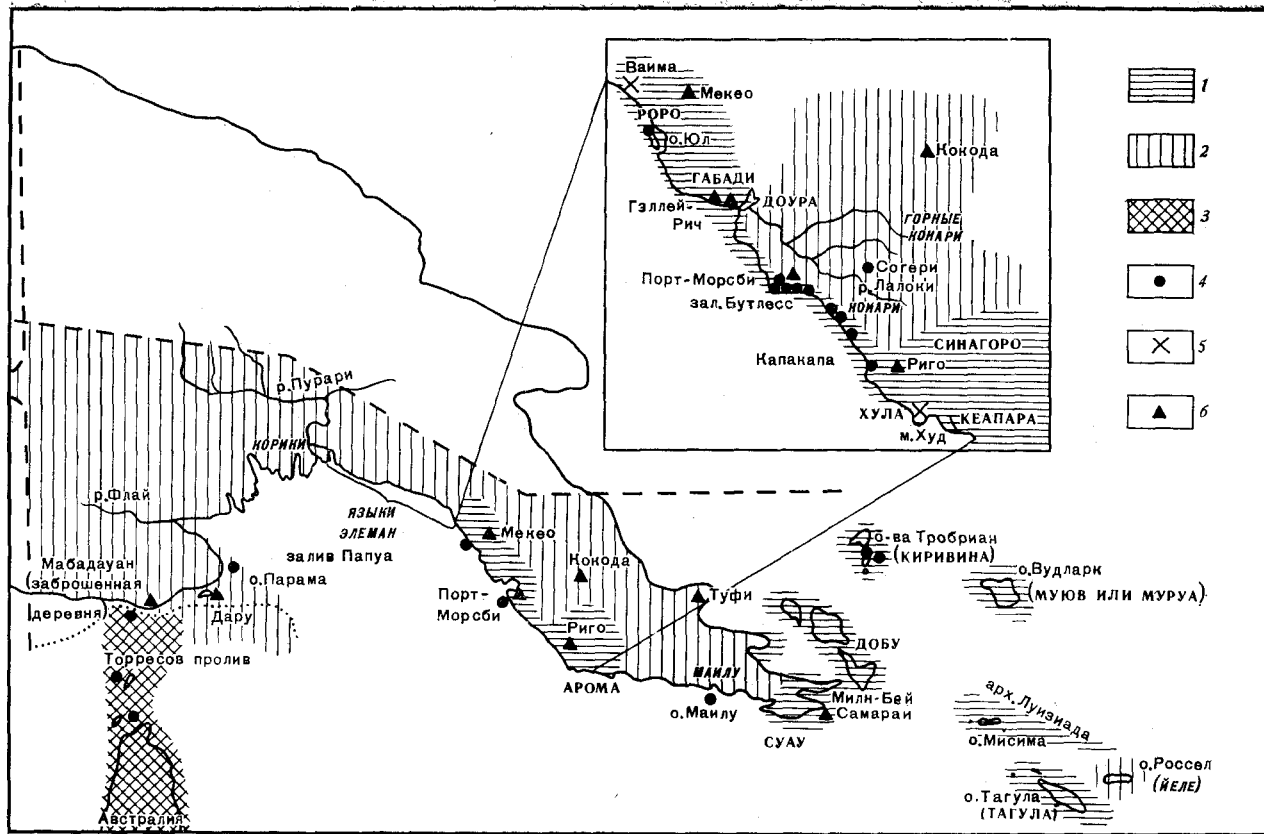 Ваима
Мекео
РОРО
о.Юл
ГАБАДИ
Гэллей-
Рич
ДОУРА
Кокода
ГОРНЫЕ
КОИАРИ
Согери
Порт-Морсби
р.Лалоки
зал.Бутлесс
КОИАРИ
СИНАГОРО
Капакапа
Риго
ХУЛА
КЕАПАРА
м.Худ
1
2
3
4
5
6
р.Пурари
КОРИКИ
р.Флай
ЯЗЫКИ
ЭЛЕМАН
залив Папуа
Мабадауан
(заброшенная
деревня)
о.Парама
Дару
Торресов пролив
Австралия
Мекео
Кокода
Порт-
Морсби
Риго
Туфи
АРОМА
МАИЛУ
о.Маилу
СУАУ
Милн-Бей
Самараи
ДОБУ
о-ва Тробриан
(КИРИВИНА)
о.Вудларк
(МУЮВ ИЛИ МУРУА)
арх. Луизиада
о.Мисима
о.Россел
(ЙЕЛЕ)
о.Тагула
(ТАГУЛА)